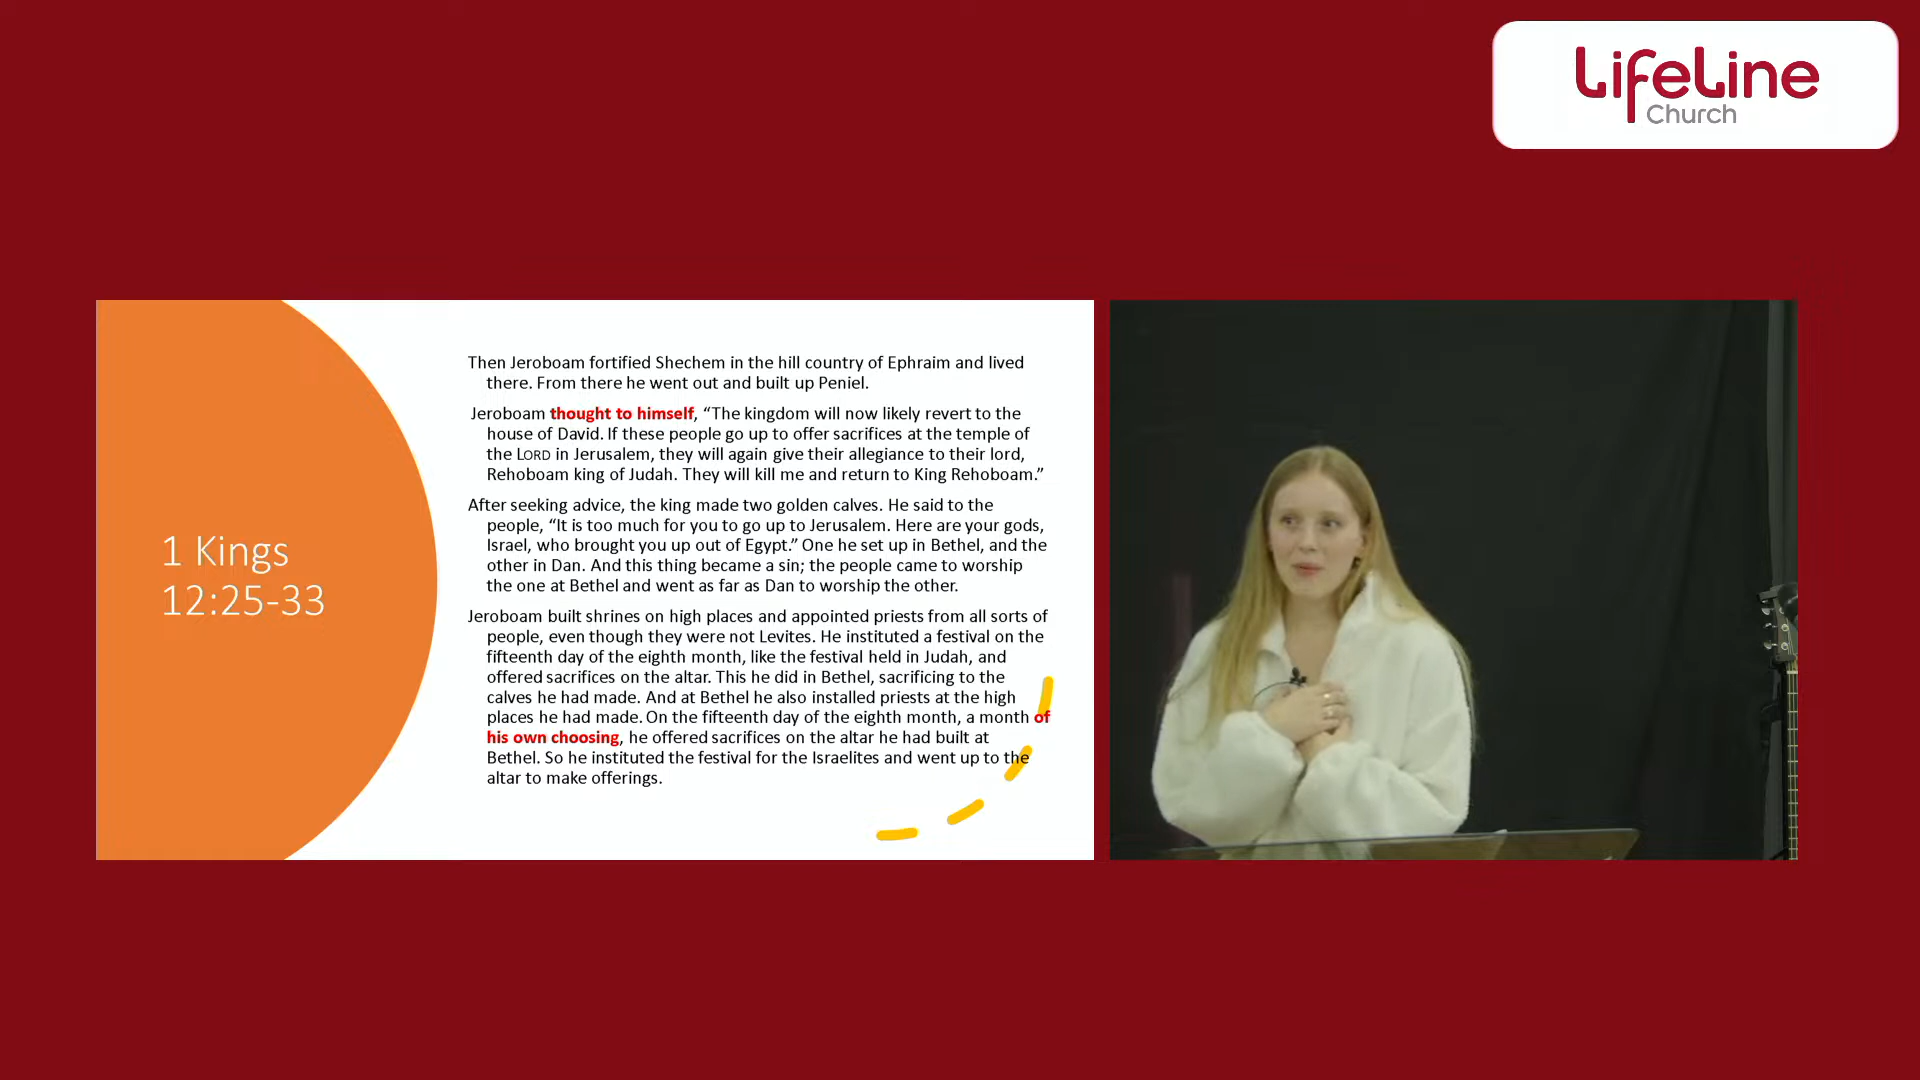 LifeLine
Church
1 Kings
12:25-33
Then Jeroboam fortified Shechem in the hill country of Ephraim and lived
there. From there he went out and built up Peniel.
Jeroboam thought to himself, “The kingdom will now likely revert to the
house of David. If these people go up to offer sacrifices at the temple of
the LORD in Jerusalem, they will again give their allegiance to their lord,
Rehoboam king of Judah. They will kill me and return to King Rehoboam.”
After seeking advice, the king made two golden calves. He said to the
people, “It is too much for you to go up to Jerusalem. Here are your gods,
Israel, who brought you up out of Egypt.” One he set up in Bethel, and the
other in Dan. And this thing became a sin; the people came to worship
the one at Bethel and went as far as Dan to worship the other.
Jeroboam built shrines on high places and appointed priests from all sorts of
people, even though they were not Levites. He instituted a festival on the
fifteenth day of the eighth month, like the festival held in Judah, and
offered sacrifices on the altar. This he did in Bethel, sacrificing to the
calves he had made. And at Bethel he also installed priests at the high
places he had made. On the fifteenth day of the eighth month, a month of
his own choosing, he offered sacrifices on the altar he had built at
Bethel. So he instituted the festival for the Israelites and went up to the
altar to make offerings.